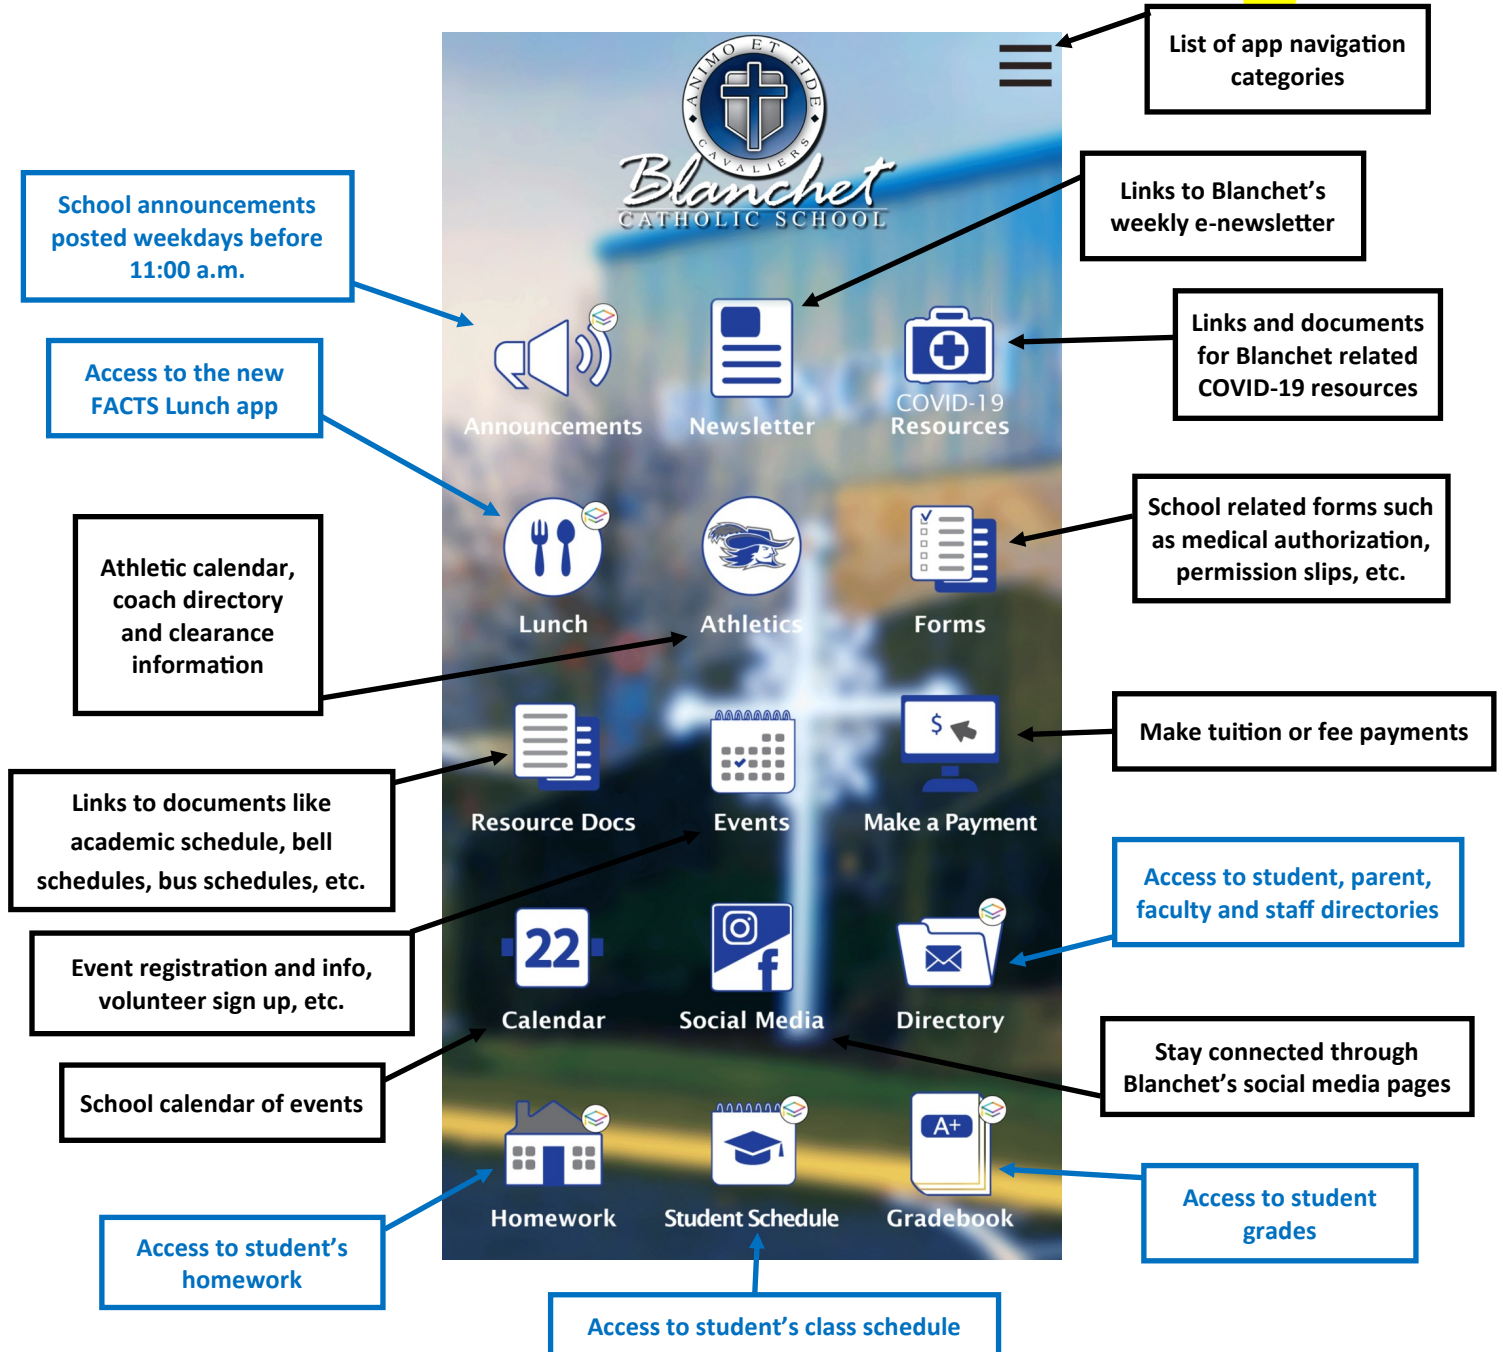 List of app navigation
categories
ANIMO ET FIDE
CAVALIERS
Blanchet
CATHOLIC SCHOOL
School announcements
posted weekdays before
11:00 a.m.
Links to Blanchet’s
weekly e-newsletter
Access to the new
FACTS Lunch app
Links and documents
for Blanchet related
COVID-19 resources
Announcements
Newsletter
COVID-19
Resources
Athletic calendar,
coach directory
and clearance
information
School related forms such
as medical authorization,
permission slips, etc.
Lunch
Athletics
Forms
Links to documents like
academic schedule, bell
schedules, bus schedules, etc.
$
Make tuition or fee payments
Resource Docs
Events
Make a Payment
Event registration and info,
volunteer sign up, etc.
22
f
Access to student, parent,
faculty and staff directories
Calendar
Social Media
Directory
School calendar of events
Stay connected through
Blanchet’s social media pages
A+
Homework
Student Schedule
Gradebook
Access to student’s
homework
Access to student
grades
Access to student’s class schedule